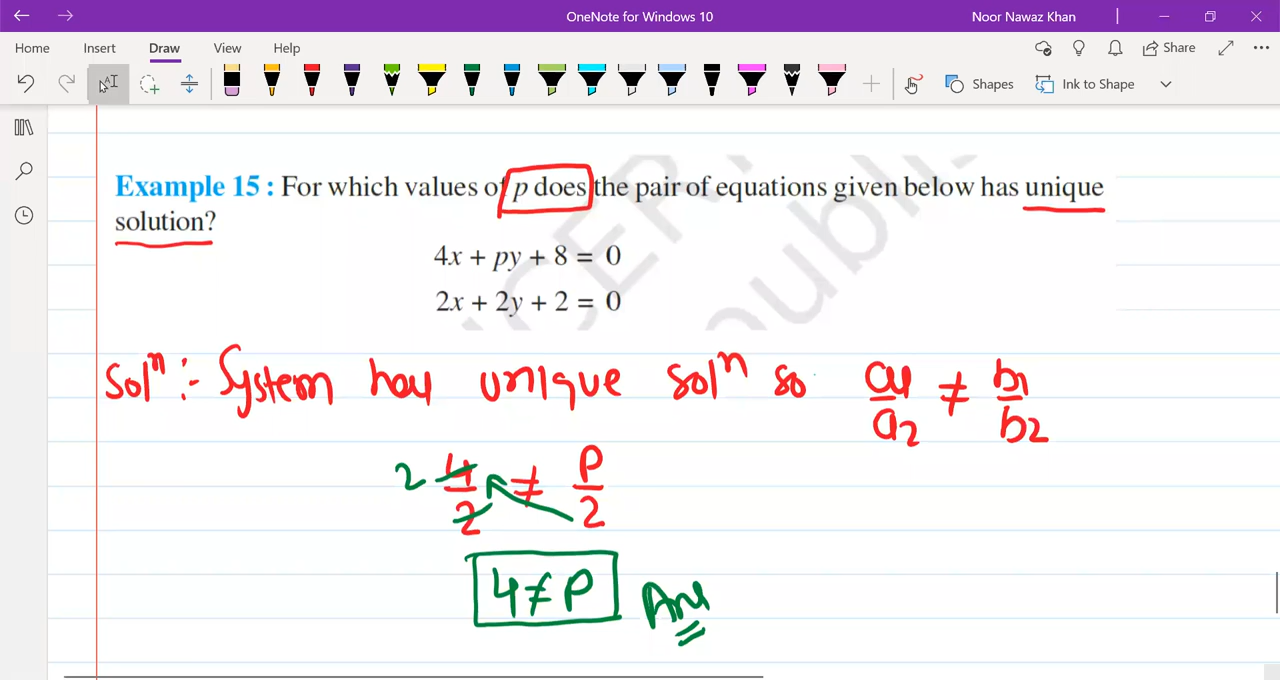 OneNote for Windows 10
Noor Nawaz Khan
Home Insert Draw View Help
Share
Shapes
Ink to Shape
Example 15 : For which values of p does the pair of equations given below has unique
solution?
4x + py + 8 = 0
2x + 2y + 2 = 0
Solⁿ :- System has unique solⁿ so a1/a2 ≠ b1/b2
2 4/2 ≠ P/2
4 ≠ P Ans